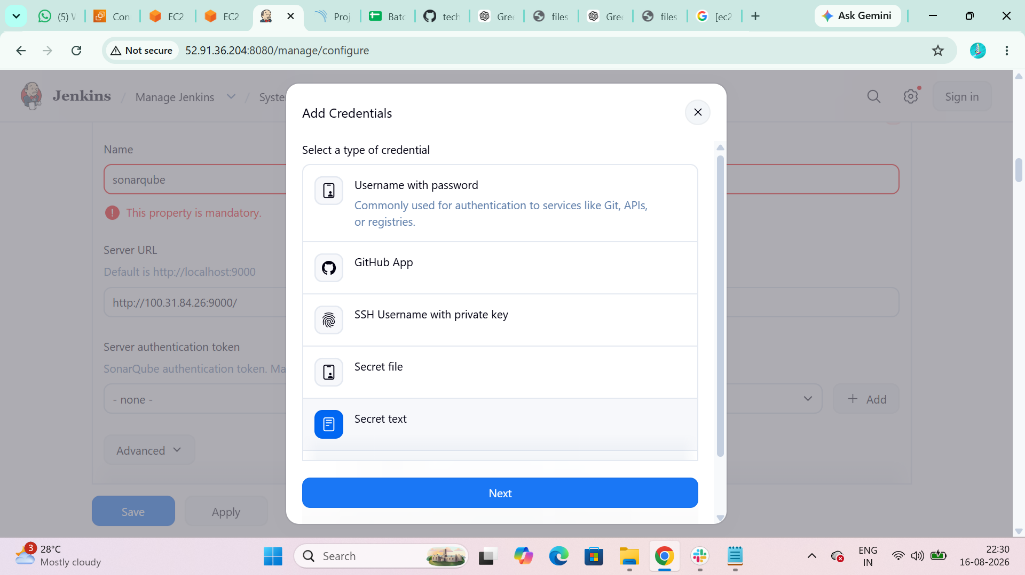 (5) V
Con
EC2
EC2
Proj
Bato
tech
Gre
files
Gre
files
[ec2
Ask Gemini
Not secure
52.91.36.204:8080/manage/configure
Jenkins / Manage Jenkins / Syste
Sign in
Add Credentials
Name
Select a type of credential
sonarqube
Username with password
Commonly used for authentication to services like Git, APIs,
or registries.
This property is mandatory.
Server URL
Default is http://localhost:9000
GitHub App
http://100.31.84.26:9000/
SSH Username with private key
Server authentication token
SonarQube authentication token. Ma
Secret file
- none -
Add
Secret text
Advanced
Next
Save
Apply
3
28°C
Mostly cloudy
Search
ENG
IN
22:30
16-08-2026